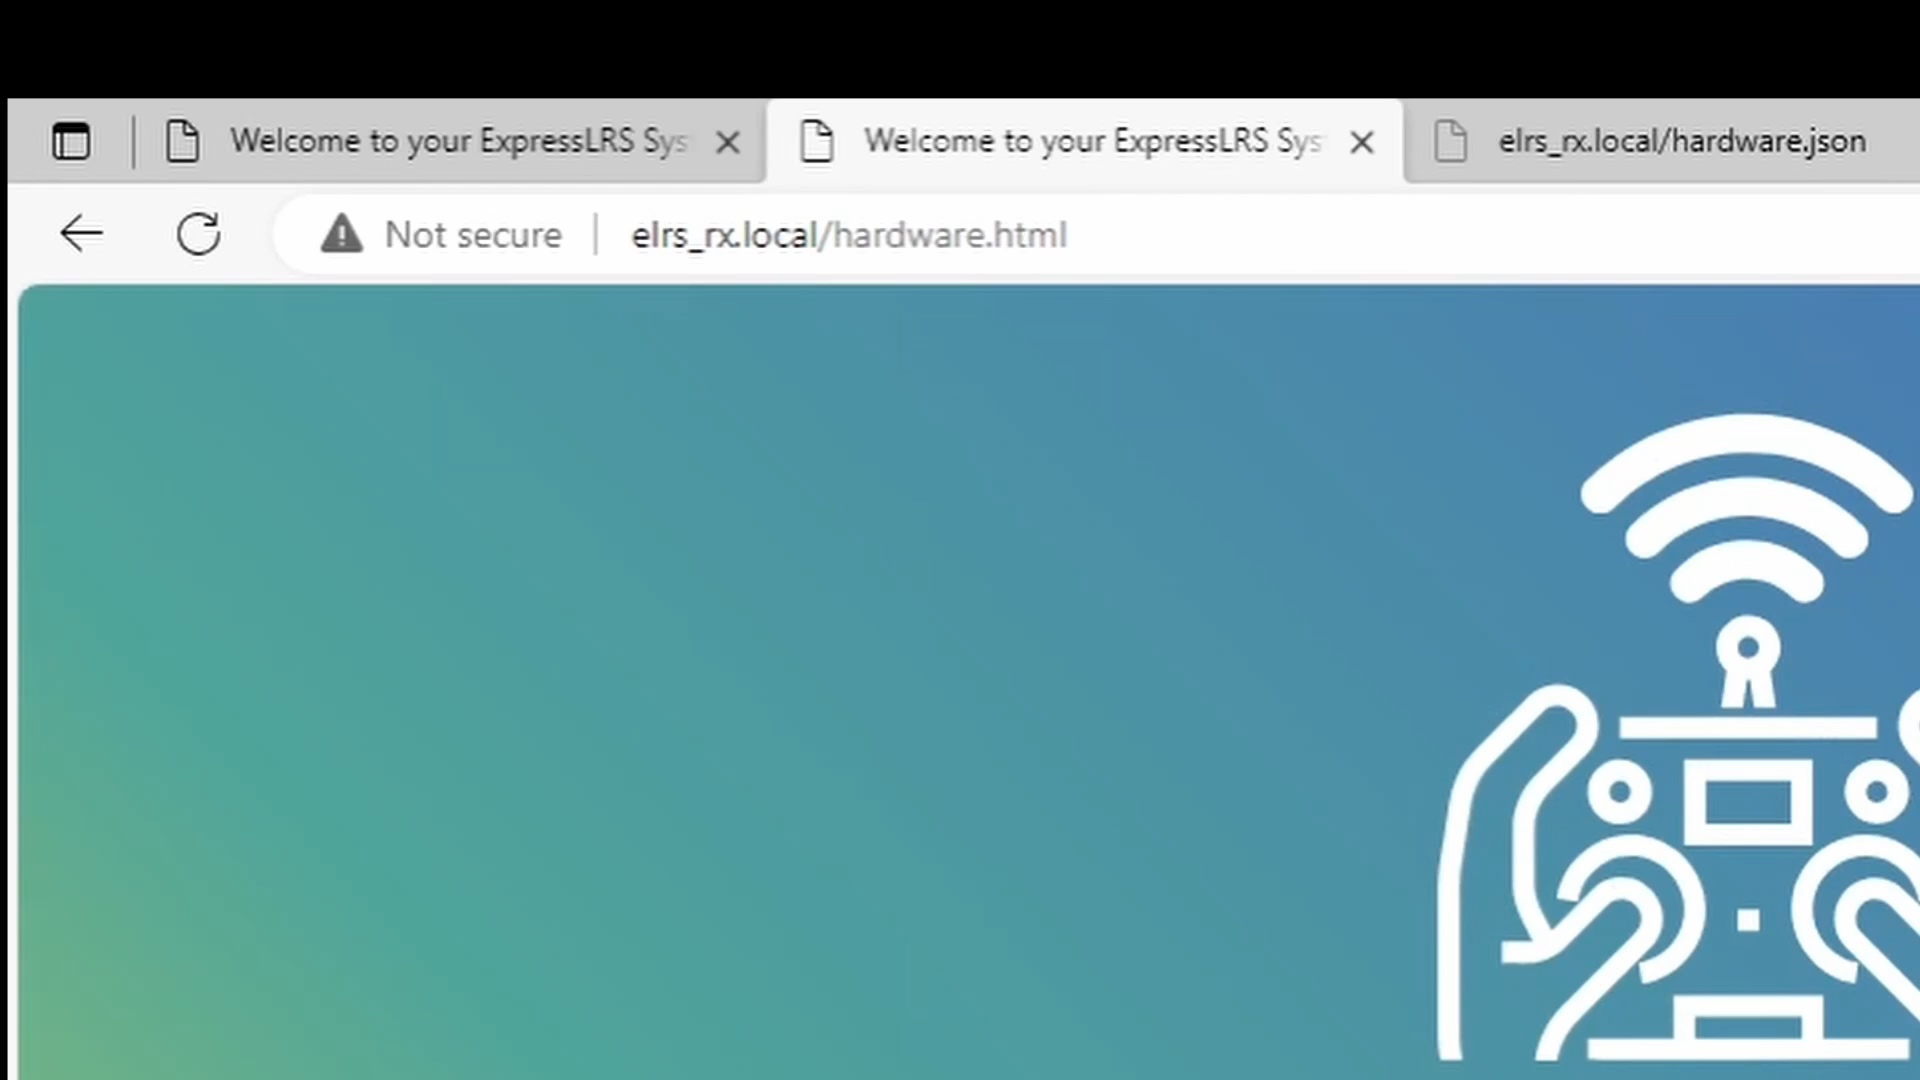 Welcome to your ExpressLRS Sys
Welcome to your ExpressLRS Sys
elrs_rx.local/hardware.json
Not secure
elrs_rx.local/hardware.html